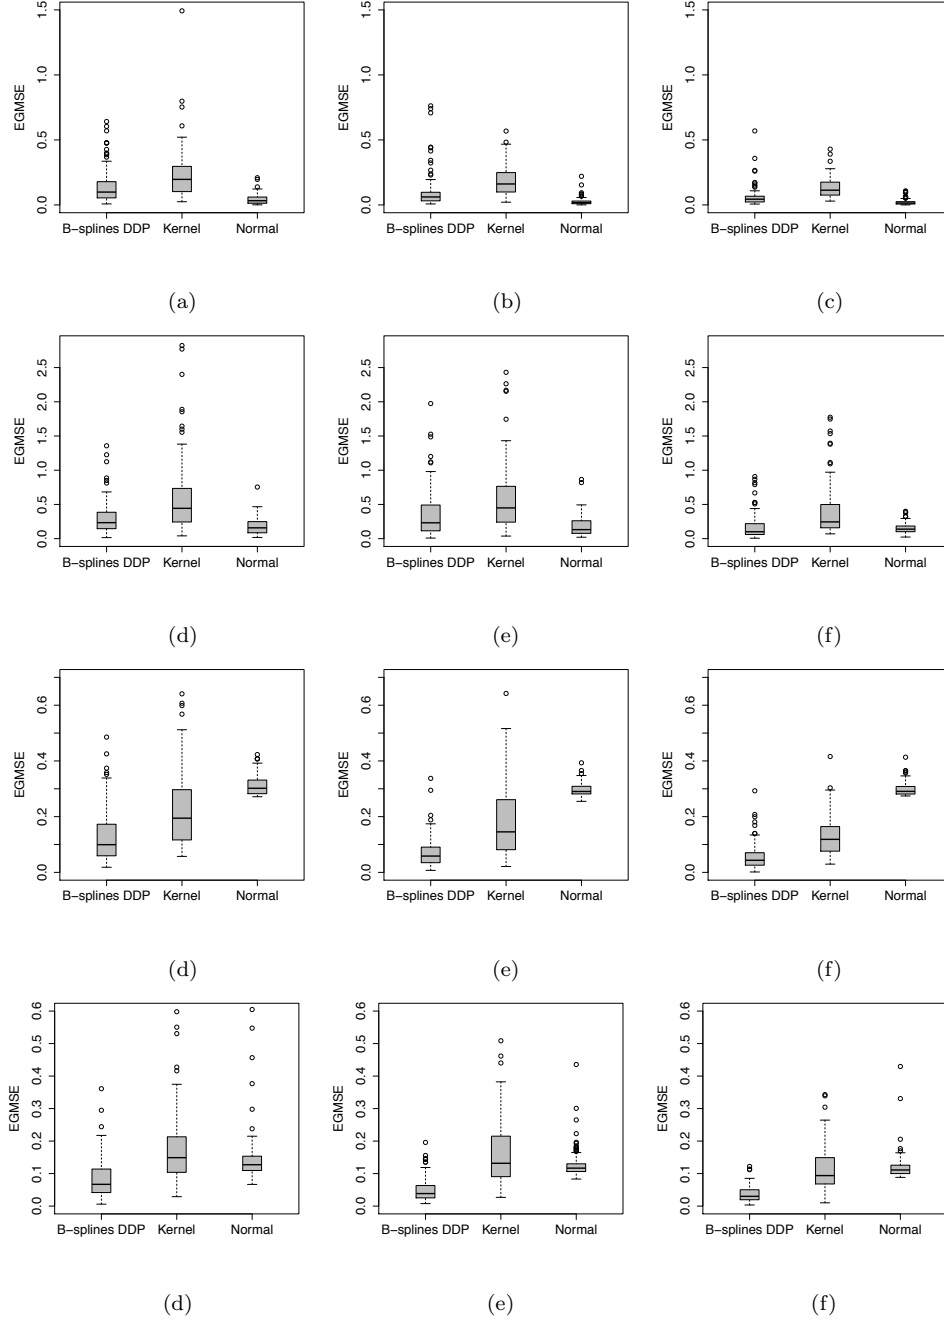 EGMSE
0.0 0.5 1.0 1.5
B-splines DDP Kernel Normal
(a)
EGMSE
0.0 0.5 1.0 1.5
B-splines DDP Kernel Normal
(b)
EGMSE
0.0 0.5 1.0 1.5
B-splines DDP Kernel Normal
(c)
EGMSE
0.0 0.5 1.0 1.5 2.0 2.5
B-splines DDP Kernel Normal
(d)
EGMSE
0.0 0.5 1.0 1.5 2.0 2.5
B-splines DDP Kernel Normal
(e)
EGMSE
0.0 0.5 1.0 1.5 2.0 2.5
B-splines DDP Kernel Normal
(f)
EGMSE
0.0 0.2 0.4 0.6
B-splines DDP Kernel Normal
(d)
EGMSE
0.0 0.2 0.4 0.6
B-splines DDP Kernel Normal
(e)
EGMSE
0.0 0.2 0.4 0.6
B-splines DDP Kernel Normal
(f)
EGMSE
0.0 0.1 0.2 0.3 0.4 0.5 0.6
B-splines DDP Kernel Normal
(d)
EGMSE
0.0 0.1 0.2 0.3 0.4 0.5 0.6
B-splines DDP Kernel Normal
(e)
EGMSE
0.0 0.1 0.2 0.3 0.4 0.5 0.6
B-splines DDP Kernel Normal
(f)